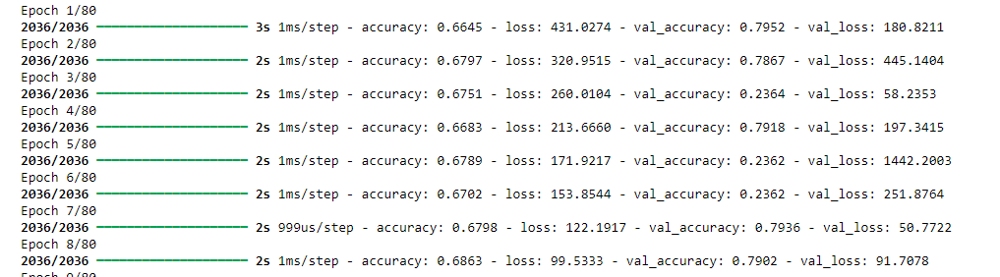 Epoch 1/80
2036/2036 ━━━━━━━━━━━━━━━━━━━━ 3s 1ms/step - accuracy: 0.6645 - loss: 431.0274 - val_accuracy: 0.7952 - val_loss: 180.8211
Epoch 2/80
2036/2036 ━━━━━━━━━━━━━━━━━━━━ 2s 1ms/step - accuracy: 0.6797 - loss: 320.9515 - val_accuracy: 0.7867 - val_loss: 445.1404
Epoch 3/80
2036/2036 ━━━━━━━━━━━━━━━━━━━━ 2s 1ms/step - accuracy: 0.6751 - loss: 260.0104 - val_accuracy: 0.2364 - val_loss: 58.2353
Epoch 4/80
2036/2036 ━━━━━━━━━━━━━━━━━━━━ 2s 1ms/step - accuracy: 0.6683 - loss: 213.6660 - val_accuracy: 0.7918 - val_loss: 197.3415
Epoch 5/80
2036/2036 ━━━━━━━━━━━━━━━━━━━━ 2s 1ms/step - accuracy: 0.6789 - loss: 171.9217 - val_accuracy: 0.2362 - val_loss: 1442.2003
Epoch 6/80
2036/2036 ━━━━━━━━━━━━━━━━━━━━ 2s 1ms/step - accuracy: 0.6702 - loss: 153.8544 - val_accuracy: 0.2362 - val_loss: 251.8764
Epoch 7/80
2036/2036 ━━━━━━━━━━━━━━━━━━━━ 2s 999us/step - accuracy: 0.6798 - loss: 122.1917 - val_accuracy: 0.7936 - val_loss: 50.7722
Epoch 8/80
2036/2036 ━━━━━━━━━━━━━━━━━━━━ 2s 1ms/step - accuracy: 0.6863 - loss: 99.5333 - val_accuracy: 0.7902 - val_loss: 91.7078
Epoch 9/80